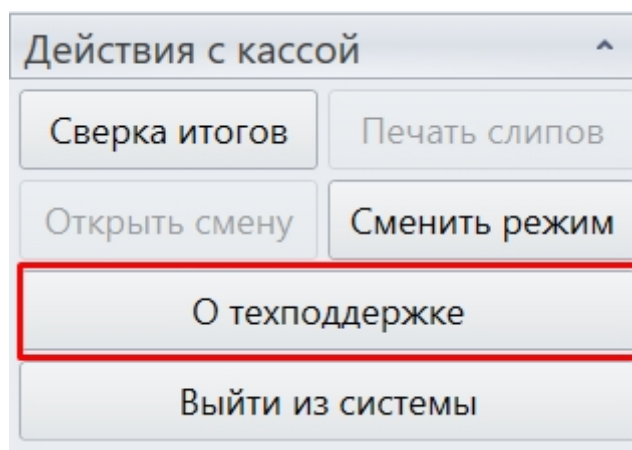 Действия с кассой
Сверка итогов Печать слипов
Открыть смену Сменить режим
О техподдержке
Выйти из системы